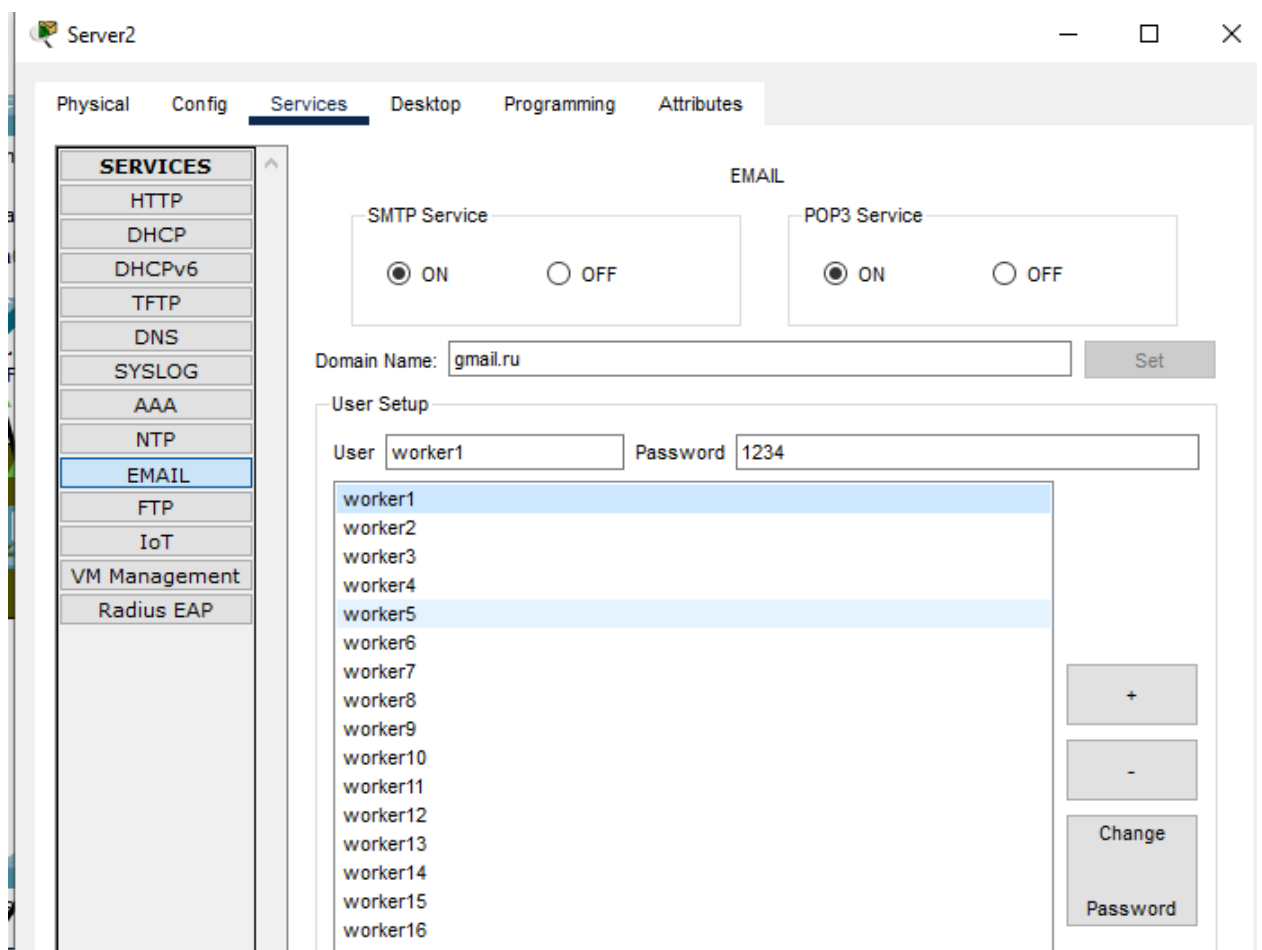 Server2
Physical Config Services Desktop Programming Attributes
SERVICES
HTTP
DHCP
DHCPv6
TFTP
DNS
SYSLOG
AAA
NTP
EMAIL
FTP
IoT
VM Management
Radius EAP
EMAIL
SMTP Service
ON OFF
POP3 Service
ON OFF
Domain Name: gmail.ru Set
User Setup
User worker1 Password 1234
worker1
worker2
worker3
worker4
worker5
worker6
worker7
worker8
worker9
worker10
worker11
worker12
worker13
worker14
worker15
worker16
+
-
Change
Password